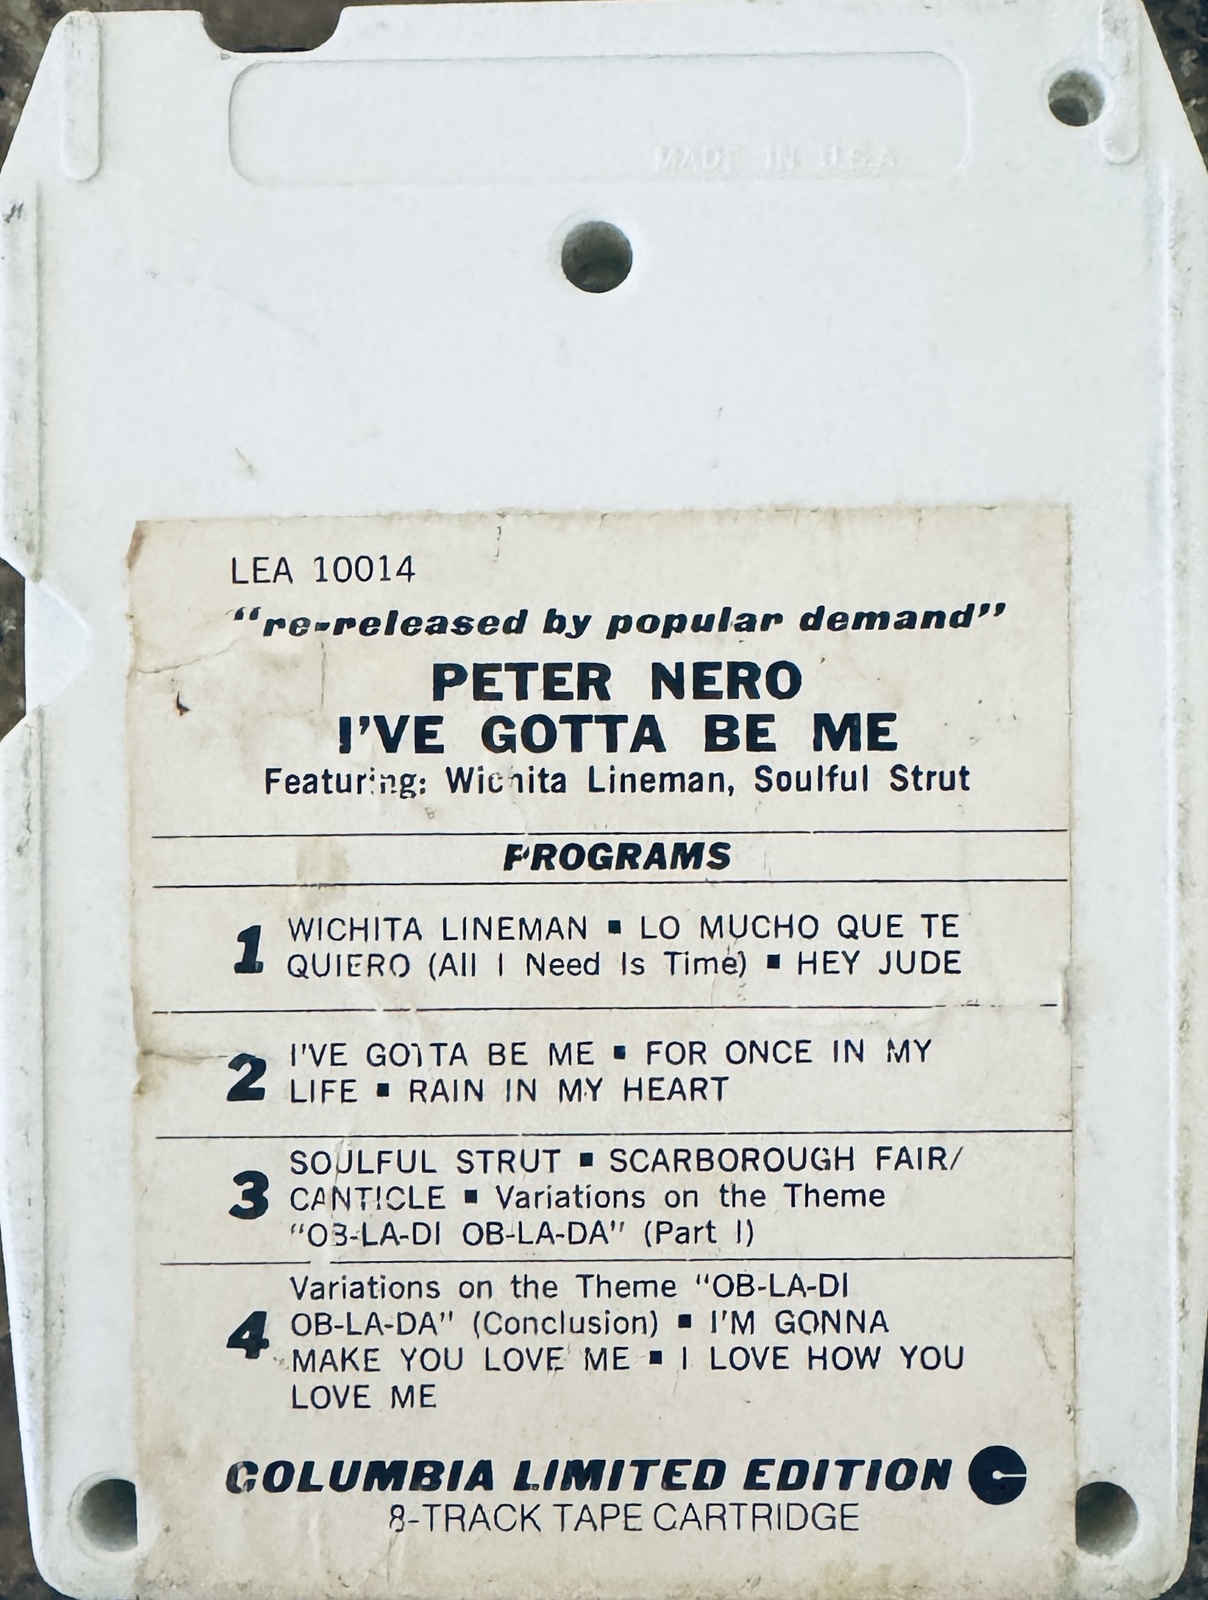 MADE IN U.S.A
LEA 10014
"re-released by popular demand"
PETER NERO
I'VE GOTTA BE ME
Featuring: Wichita Lineman, Soulful Strut
PROGRAMS
1 WICHITA LINEMAN ▪ LO MUCHO QUE TE
QUIERO (All I Need Is Time) ▪ HEY JUDE
2 I'VE GOTTA BE ME ▪ FOR ONCE IN MY
LIFE ▪ RAIN IN MY HEART
3 SOULFUL STRUT ▪ SCARBOROUGH FAIR/
CANTICLE ▪ Variations on the Theme
"OB-LA-DI OB-LA-DA" (Part I)
4 Variations on the Theme "OB-LA-DI
OB-LA-DA" (Conclusion) ▪ I'M GONNA
MAKE YOU LOVE ME ▪ I LOVE HOW YOU
LOVE ME
COLUMBIA LIMITED EDITION
8-TRACK TAPE CARTRIDGE